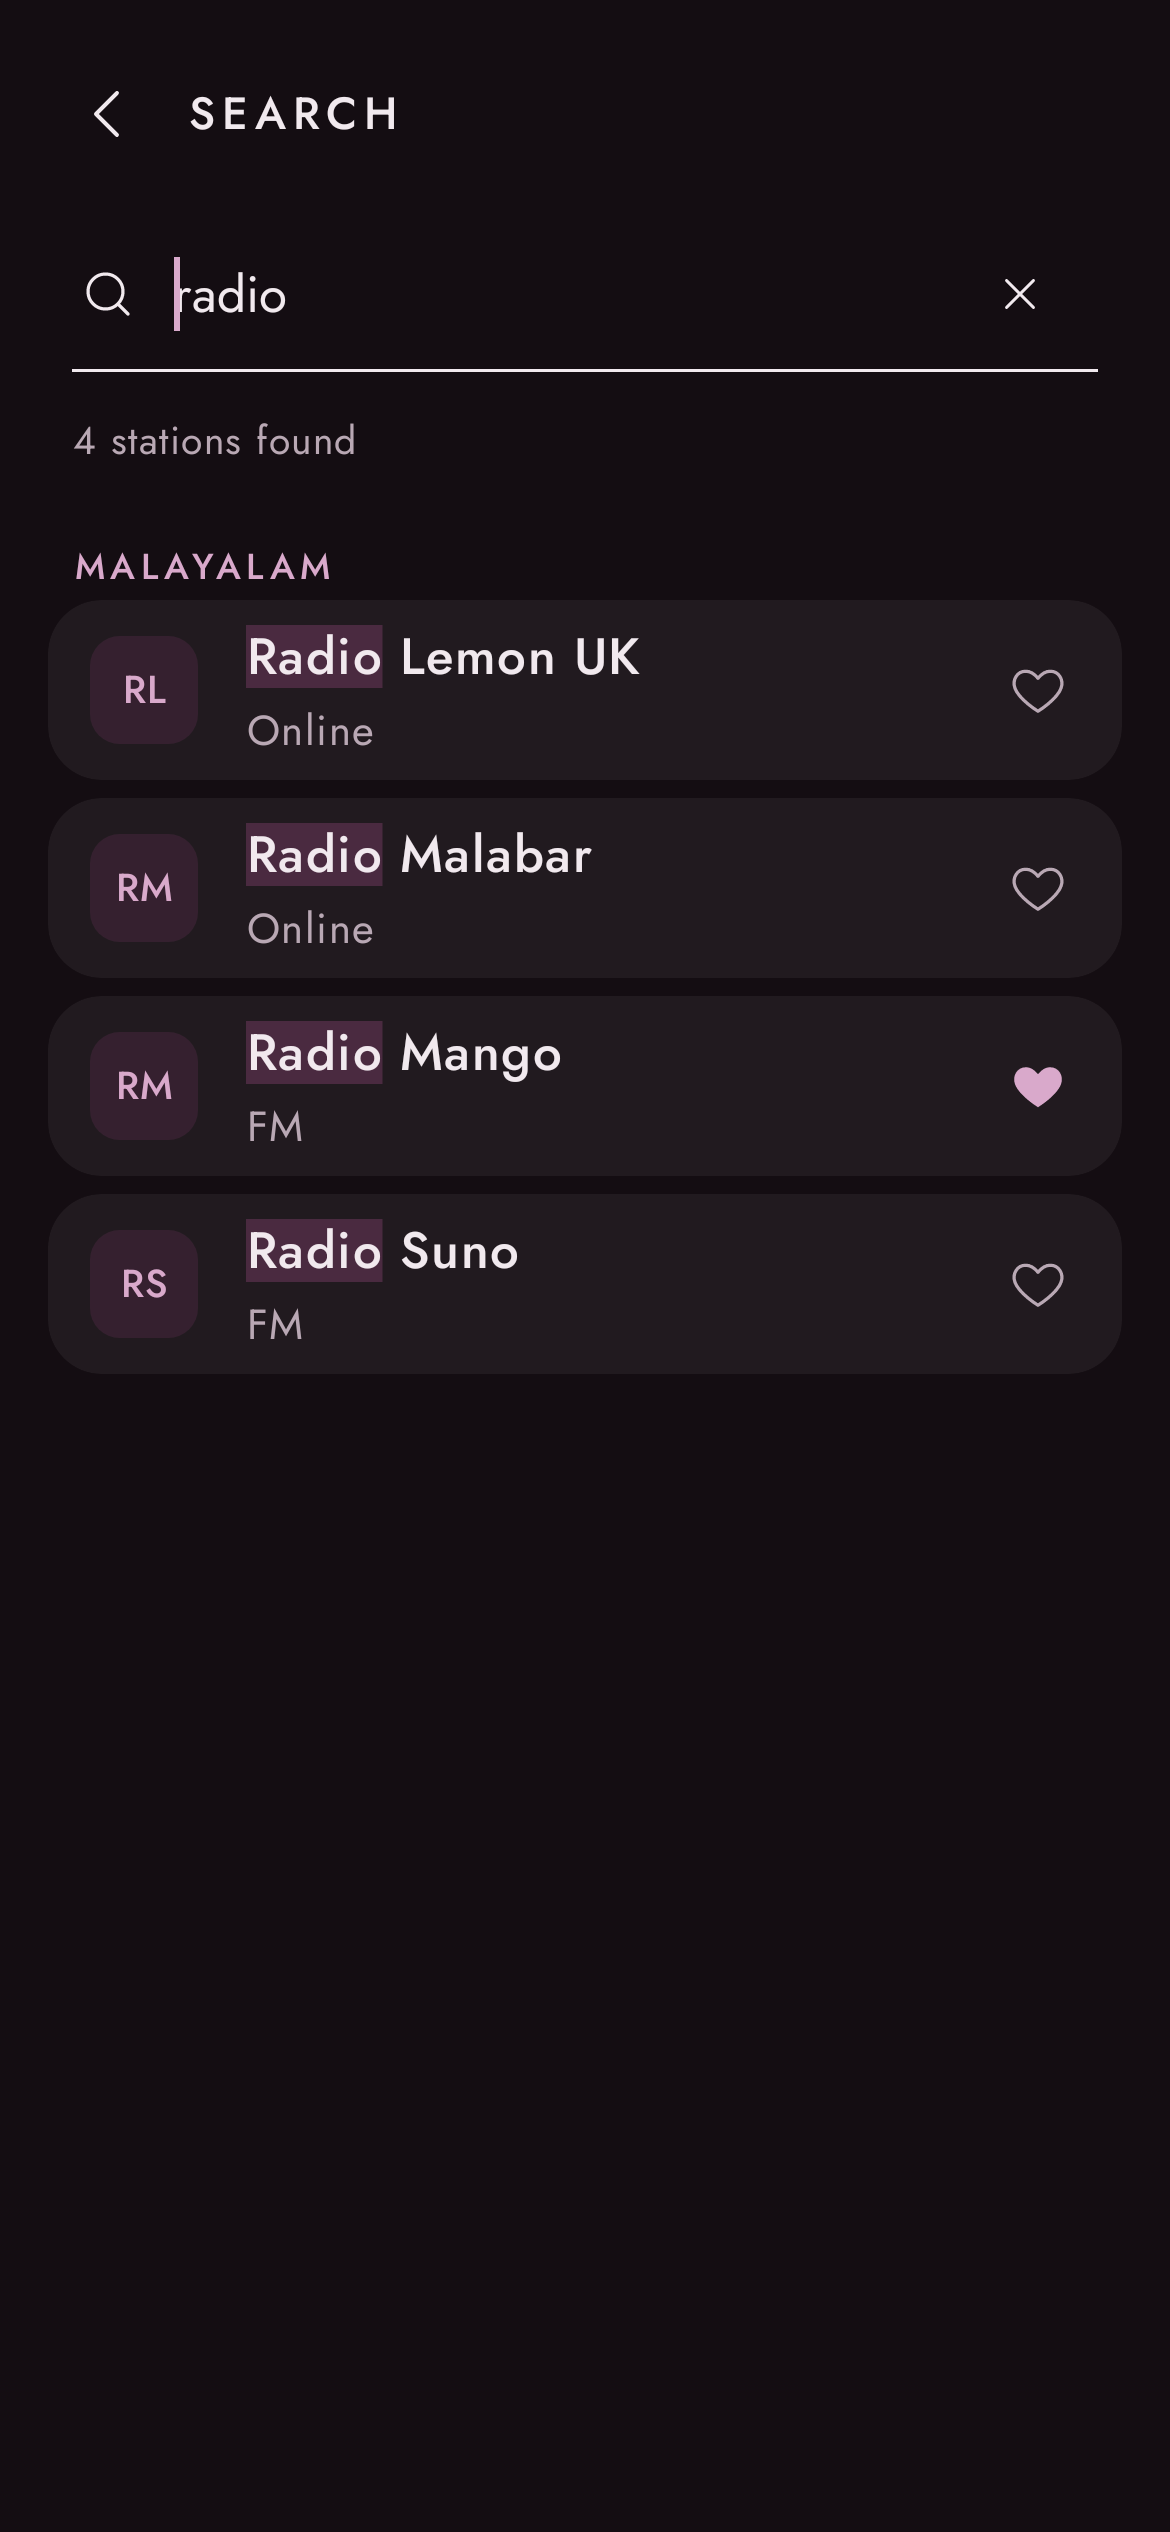 SEARCH
radio
4 stations found
MALAYALAM
RL
Radio Lemon UK
Online
RM
Radio Malabar
Online
RM
Radio Mango
FM
RS
Radio Suno
FM